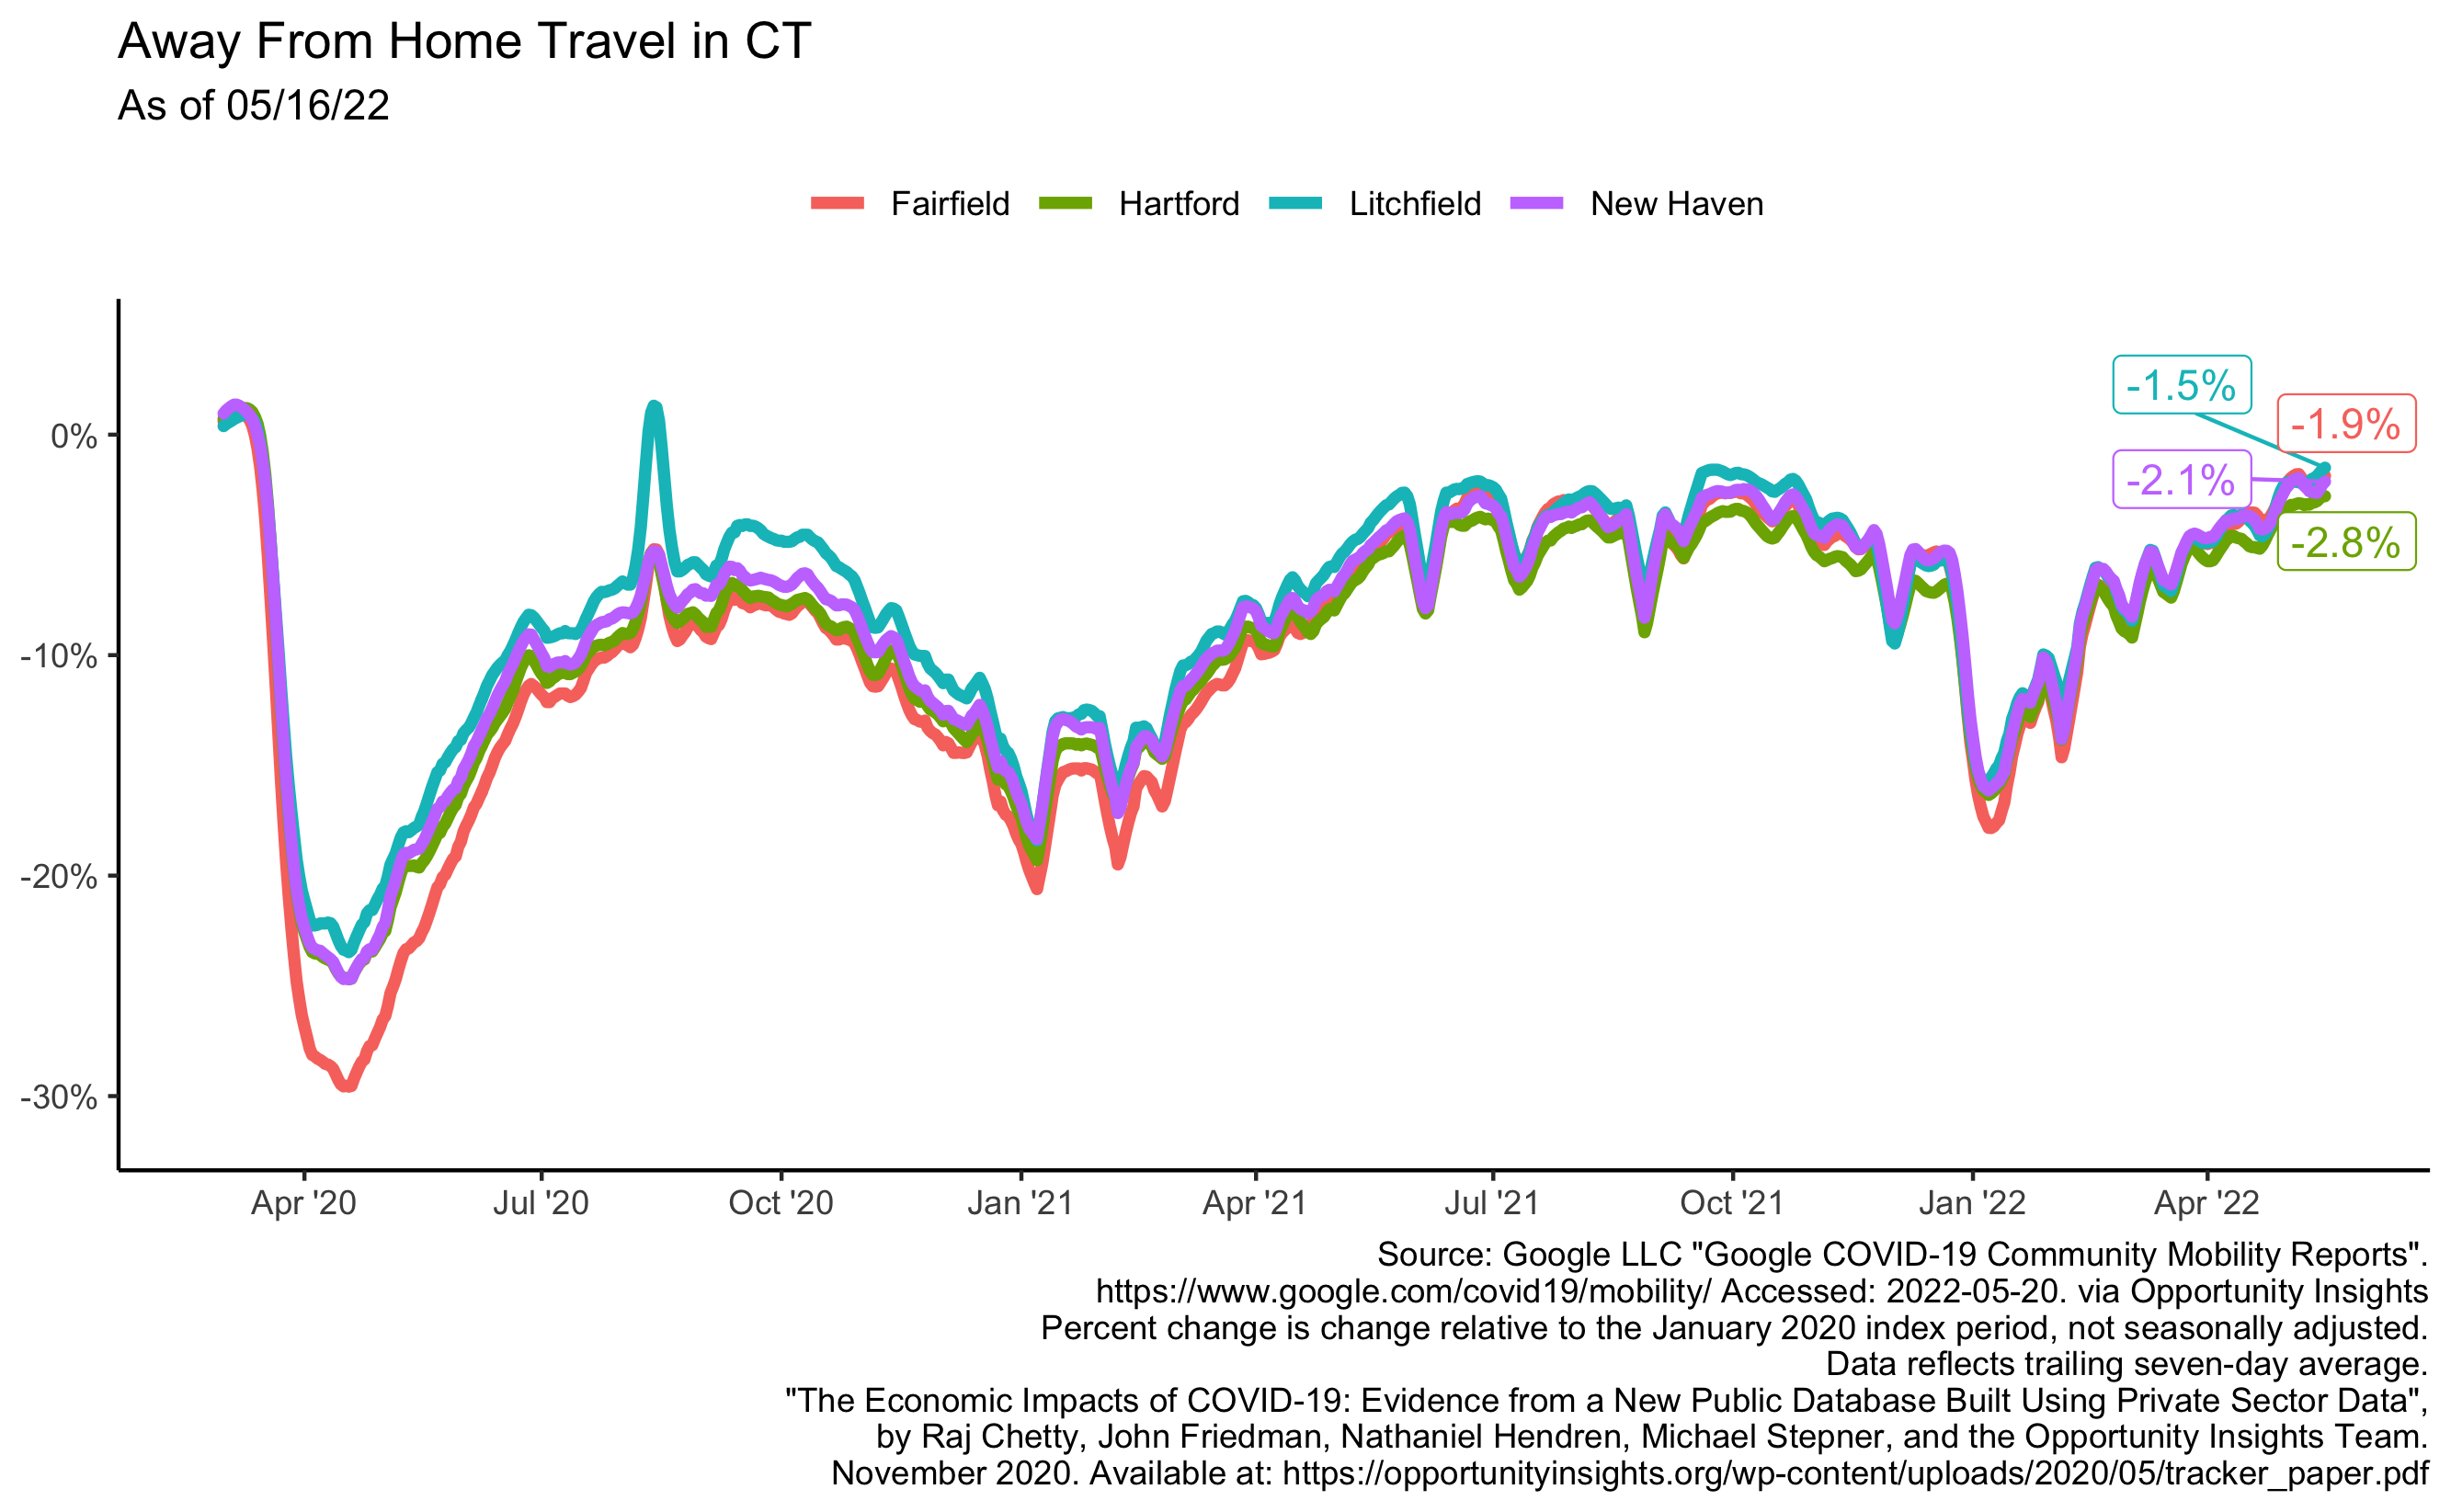 Away From Home Travel in CT
As of 05/16/22
Fairfield Hartford Litchfield New Haven
-1.5%
-1.9%
0%
-2.1%
-2.8%
-10%
-20%
-30%
Apr '20 Jul '20 Oct '20 Jan '21 Apr '21 Jul '21 Oct '21 Jan '22 Apr '22
Source: Google LLC "Google COVID-19 Community Mobility Reports".
https://www.google.com/covid19/mobility/ Accessed: 2022-05-20. via Opportunity Insights
Percent change is change relative to the January 2020 index period, not seasonally adjusted.
Data reflects trailing seven-day average.
"The Economic Impacts of COVID-19: Evidence from a New Public Database Built Using Private Sector Data",
by Raj Chetty, John Friedman, Nathaniel Hendren, Michael Stepner, and the Opportunity Insights Team.
November 2020. Available at: https://opportunityinsights.org/wp-content/uploads/2020/05/tracker_paper.pdf